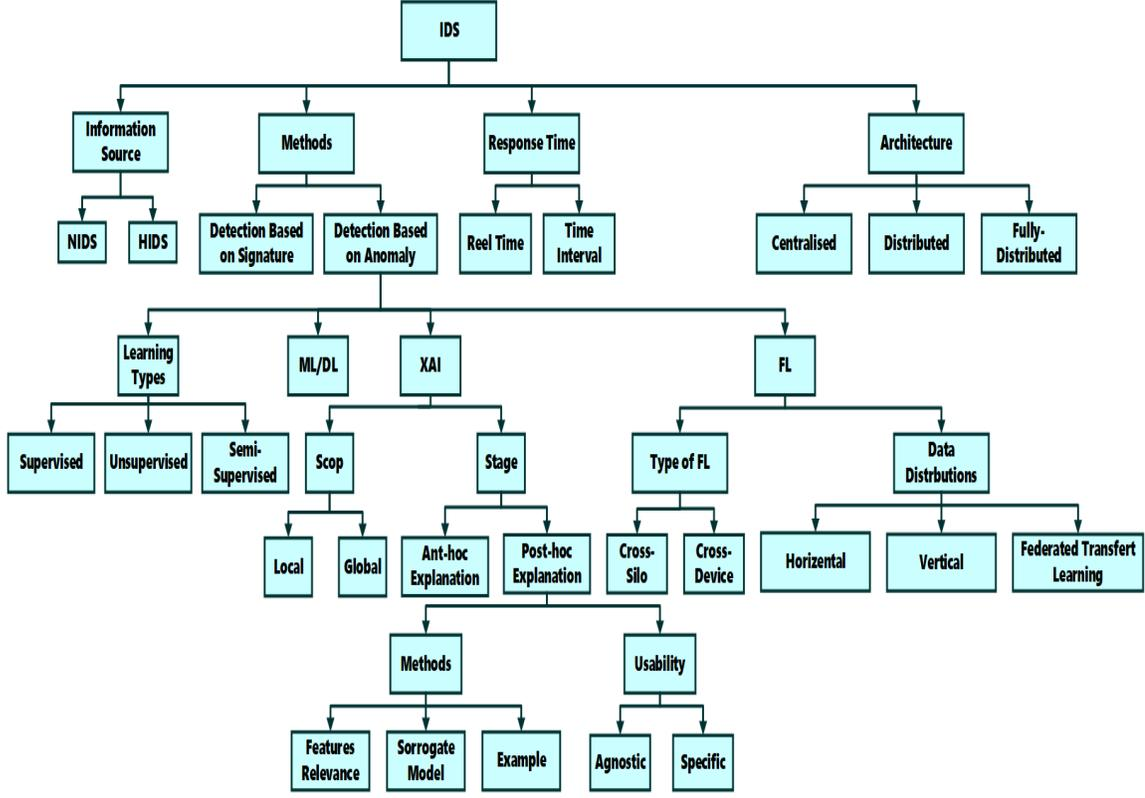 IDS
Information
Source
Methods
Response Time
Architecture
NIDS
HIDS
Detection Based
on Signature
Detection Based
on Anomaly
Reel Time
Time
Interval
Centralised
Distributed
Fully-
Distributed
Learning
Types
ML/DL
XAI
FL
Supervised
Unsupervised
Semi-
Supervised
Scop
Stage
Type of FL
Data
Distrbutions
Local
Global
Ant-hoc
Explanation
Post-hoc
Explanation
Cross-
Silo
Cross-
Device
Horizental
Vertical
Federated Transfert
Learning
Methods
Usability
Features
Relevance
Sorrogate
Model
Example
Agnostic
Specific